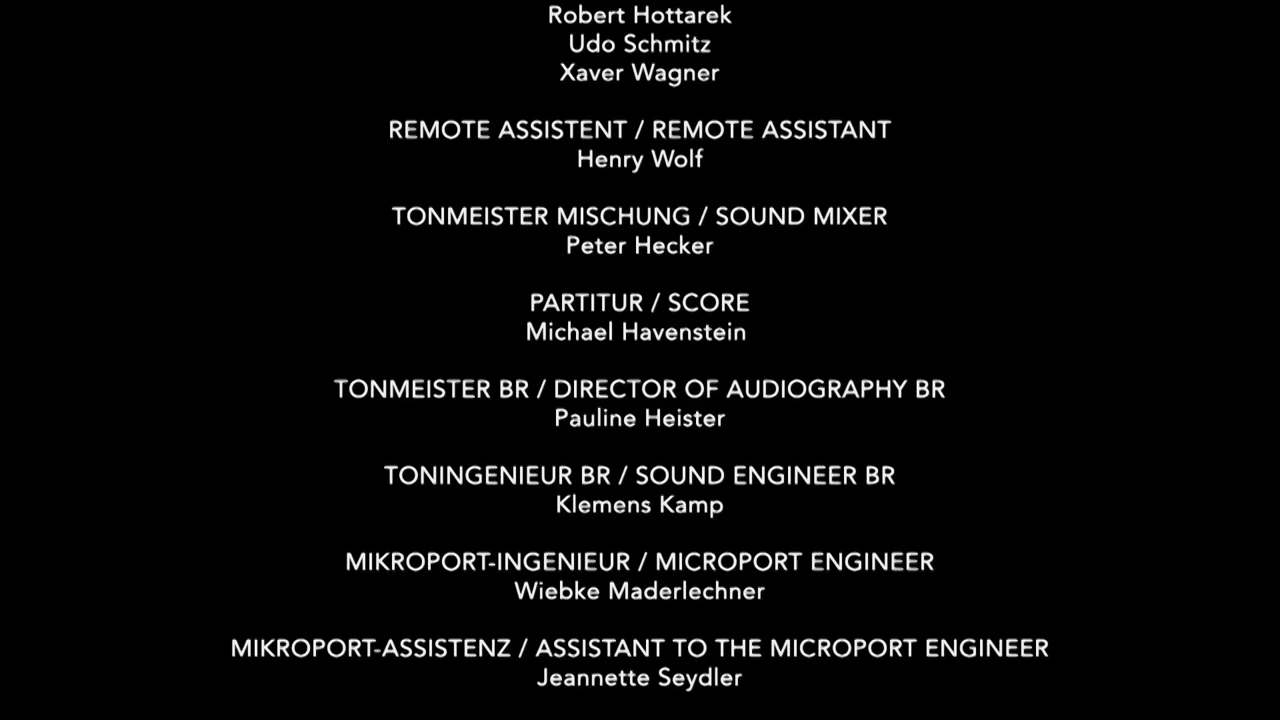 Robert Hottarek
Udo Schmitz
Xaver Wagner
REMOTE ASSISTENT / REMOTE ASSISTANT
Henry Wolf
TONMEISTER MISCHUNG / SOUND MIXER
Peter Hecker
PARTITUR / SCORE
Michael Havenstein
TONMEISTER BR / DIRECTOR OF AUDIOGRAPHY BR
Pauline Heister
TONINGENIEUR BR / SOUND ENGINEER BR
Klemens Kamp
MIKROPORT-INGENIEUR / MICROPORT ENGINEER
Wiebke Maderlechner
MIKROPORT-ASSISTENZ / ASSISTANT TO THE MICROPORT ENGINEER
Jeannette Seydler